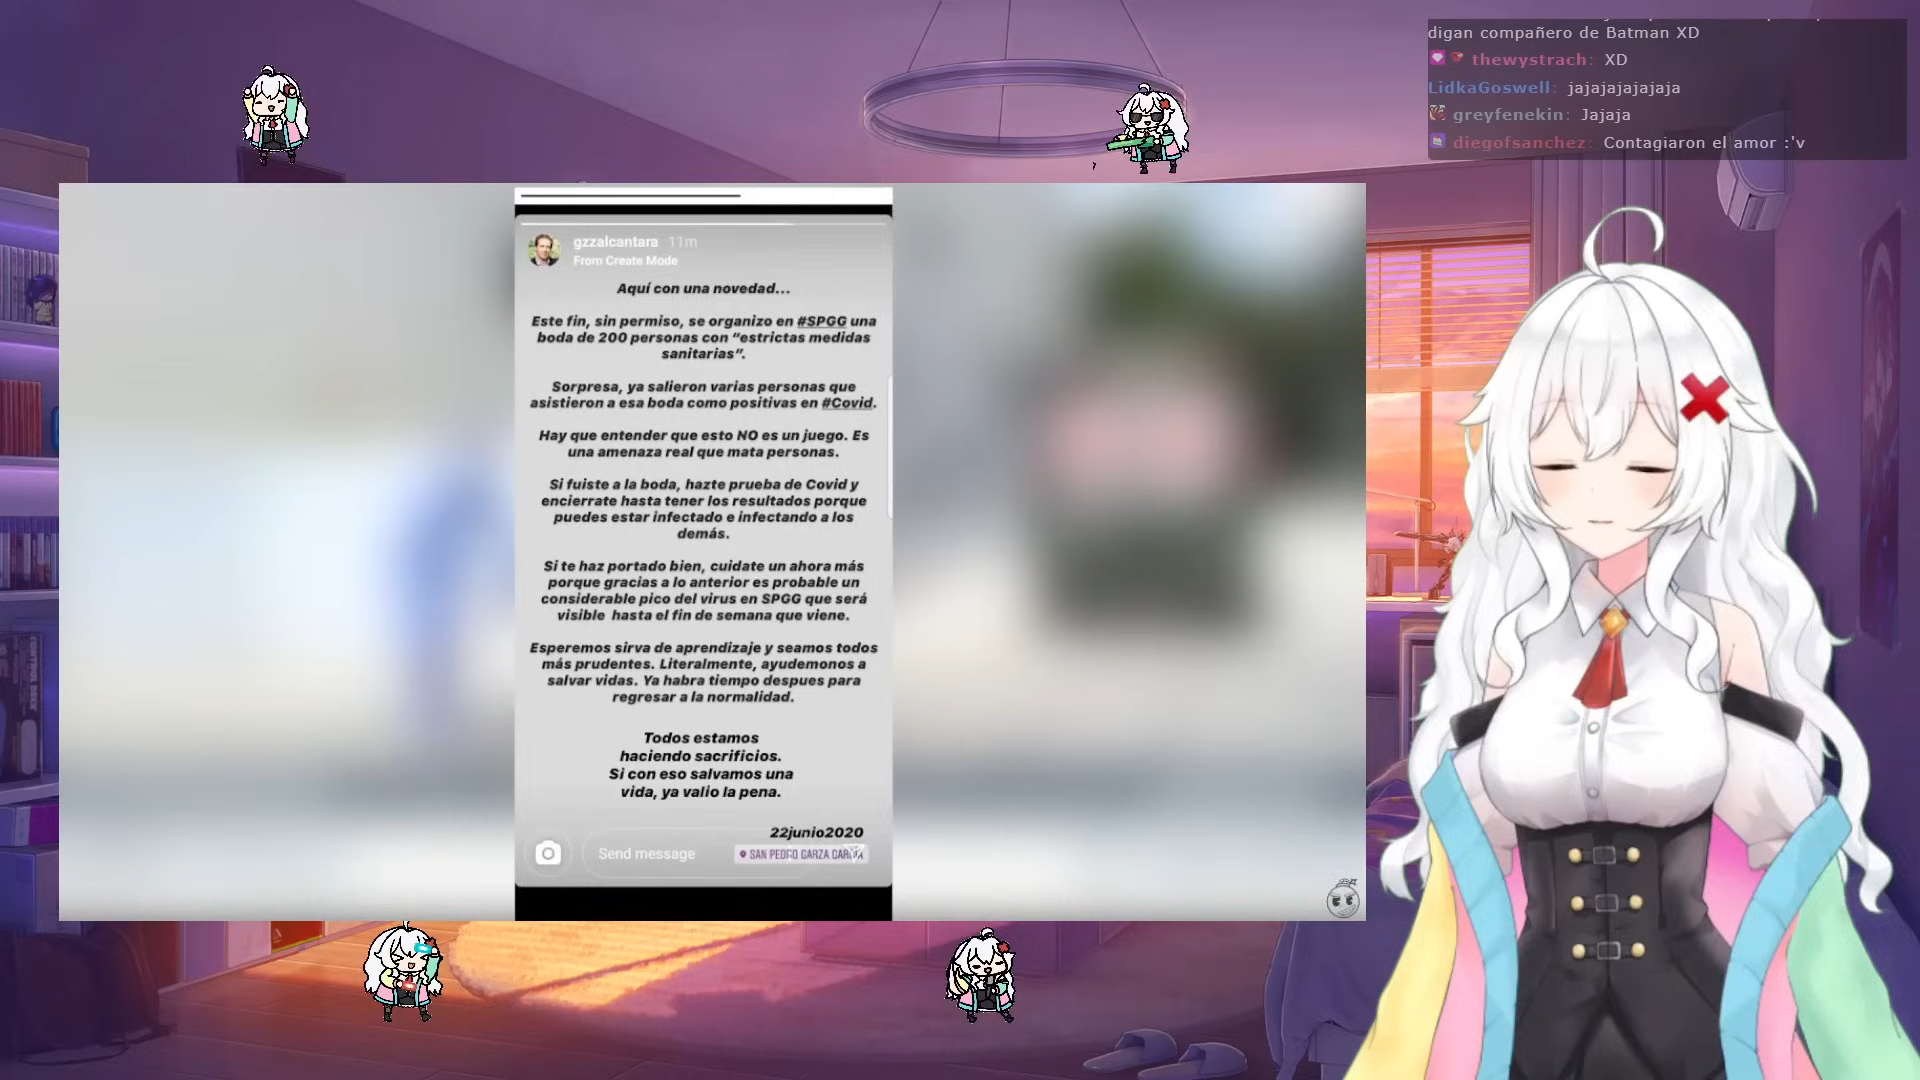 digan compañero de Batman XD
thewystrach: XD
LidkaGoswell: jajajajajajaja
greyfenekin: Jajaja
diegofsanchez: Contagiaron el amor :'v
gzzalcantara 11m
From Create Mode
Aquí con una novedad...
Este fin, sin permiso, se organizo en #SPGG una
boda de 200 personas con “estrictas medidas
sanitarias”.
Sorpresa, ya salieron varias personas que
asistieron a esa boda como positivas en #Covid.
Hay que entender que esto NO es un juego. Es
una amenaza real que mata personas.
Si fuiste a la boda, hazte prueba de Covid y
encierrate hasta tener los resultados porque
puedes estar infectado e infectando a los
demás.
Si te haz portado bien, cuidate un ahora más
porque gracias a lo anterior es probable un
considerable pico del virus en SPGG que será
visible hasta el fin de semana que viene.
Esperemos sirva de aprendizaje y seamos todos
más prudentes. Literalmente, ayudemonos a
salvar vidas. Ya habra tiempo despues para
regresar a la normalidad.
Todos estamos
haciendo sacrificios.
Si con eso salvamos una
vida, ya valio la pena.
22junio2020
Send message
SAN PEDRO GARZA GARCÍA